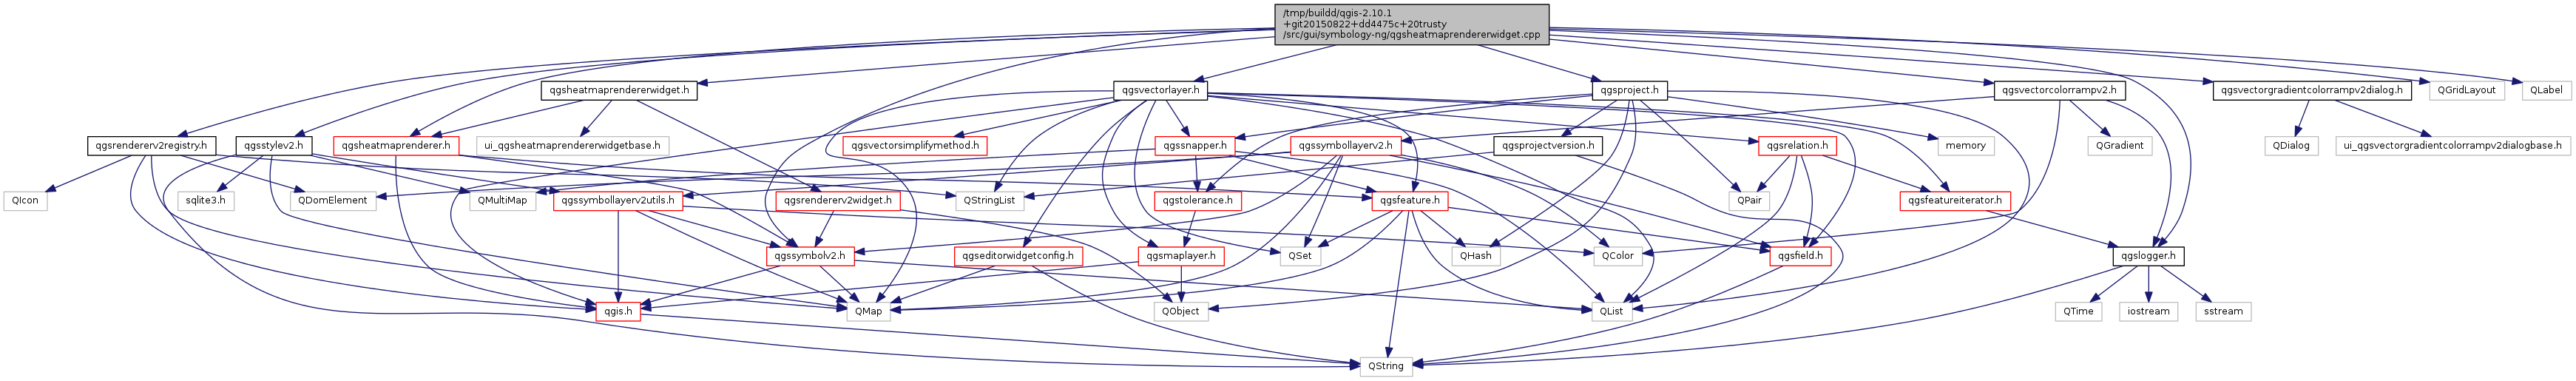 /tmp/buildd/qgis-2.10.1
+git20150822+dd4475c+20trusty
/src/gui/symbology-ng/qgsheatmaprendererwidget.cpp
qgsheatmaprendererwidget.h
qgsvectorlayer.h
qgsproject.h
qgsvectorcolorrampv2.h
qgsvectorgradientcolorrampv2dialog.h
QGridLayout
QLabel
qgsrendererv2registry.h
qgsstylev2.h
qgsheatmaprenderer.h
ui_qgsheatmaprendererwidgetbase.h
qgsvectorsimplifymethod.h
qgssnapper.h
qgssymbollayerv2.h
qgsprojectversion.h
qgsrelation.h
memory
QGradient
QDialog
ui_qgsvectorgradientcolorrampv2dialogbase.h
QIcon
sqlite3.h
QDomElement
QMultiMap
qgssymbollayerv2utils.h
qgsrendererv2widget.h
QStringList
qgstolerance.h
qgsfeature.h
QPair
qgsfeatureiterator.h
qgssymbolv2.h
qgseditorwidgetconfig.h
qgsmaplayer.h
QSet
QHash
QColor
qgsfield.h
qgslogger.h
qgis.h
QMap
QObject
QList
QTime
iostream
sstream
QString